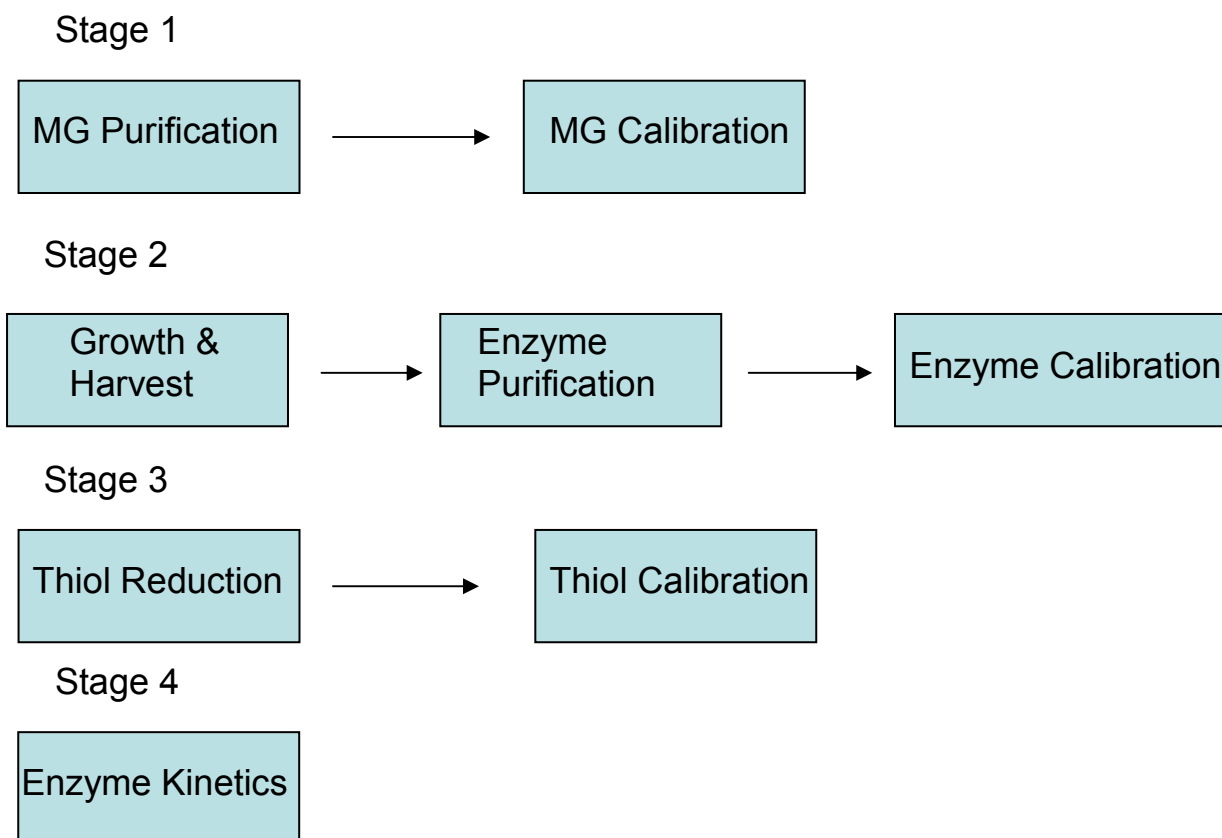 Stage 1
MG Purification
MG Calibration
Stage 2
Growth &
Harvest
Enzyme
Purification
Enzyme Calibration
Stage 3
Thiol Reduction
Thiol Calibration
Stage 4
Enzyme Kinetics